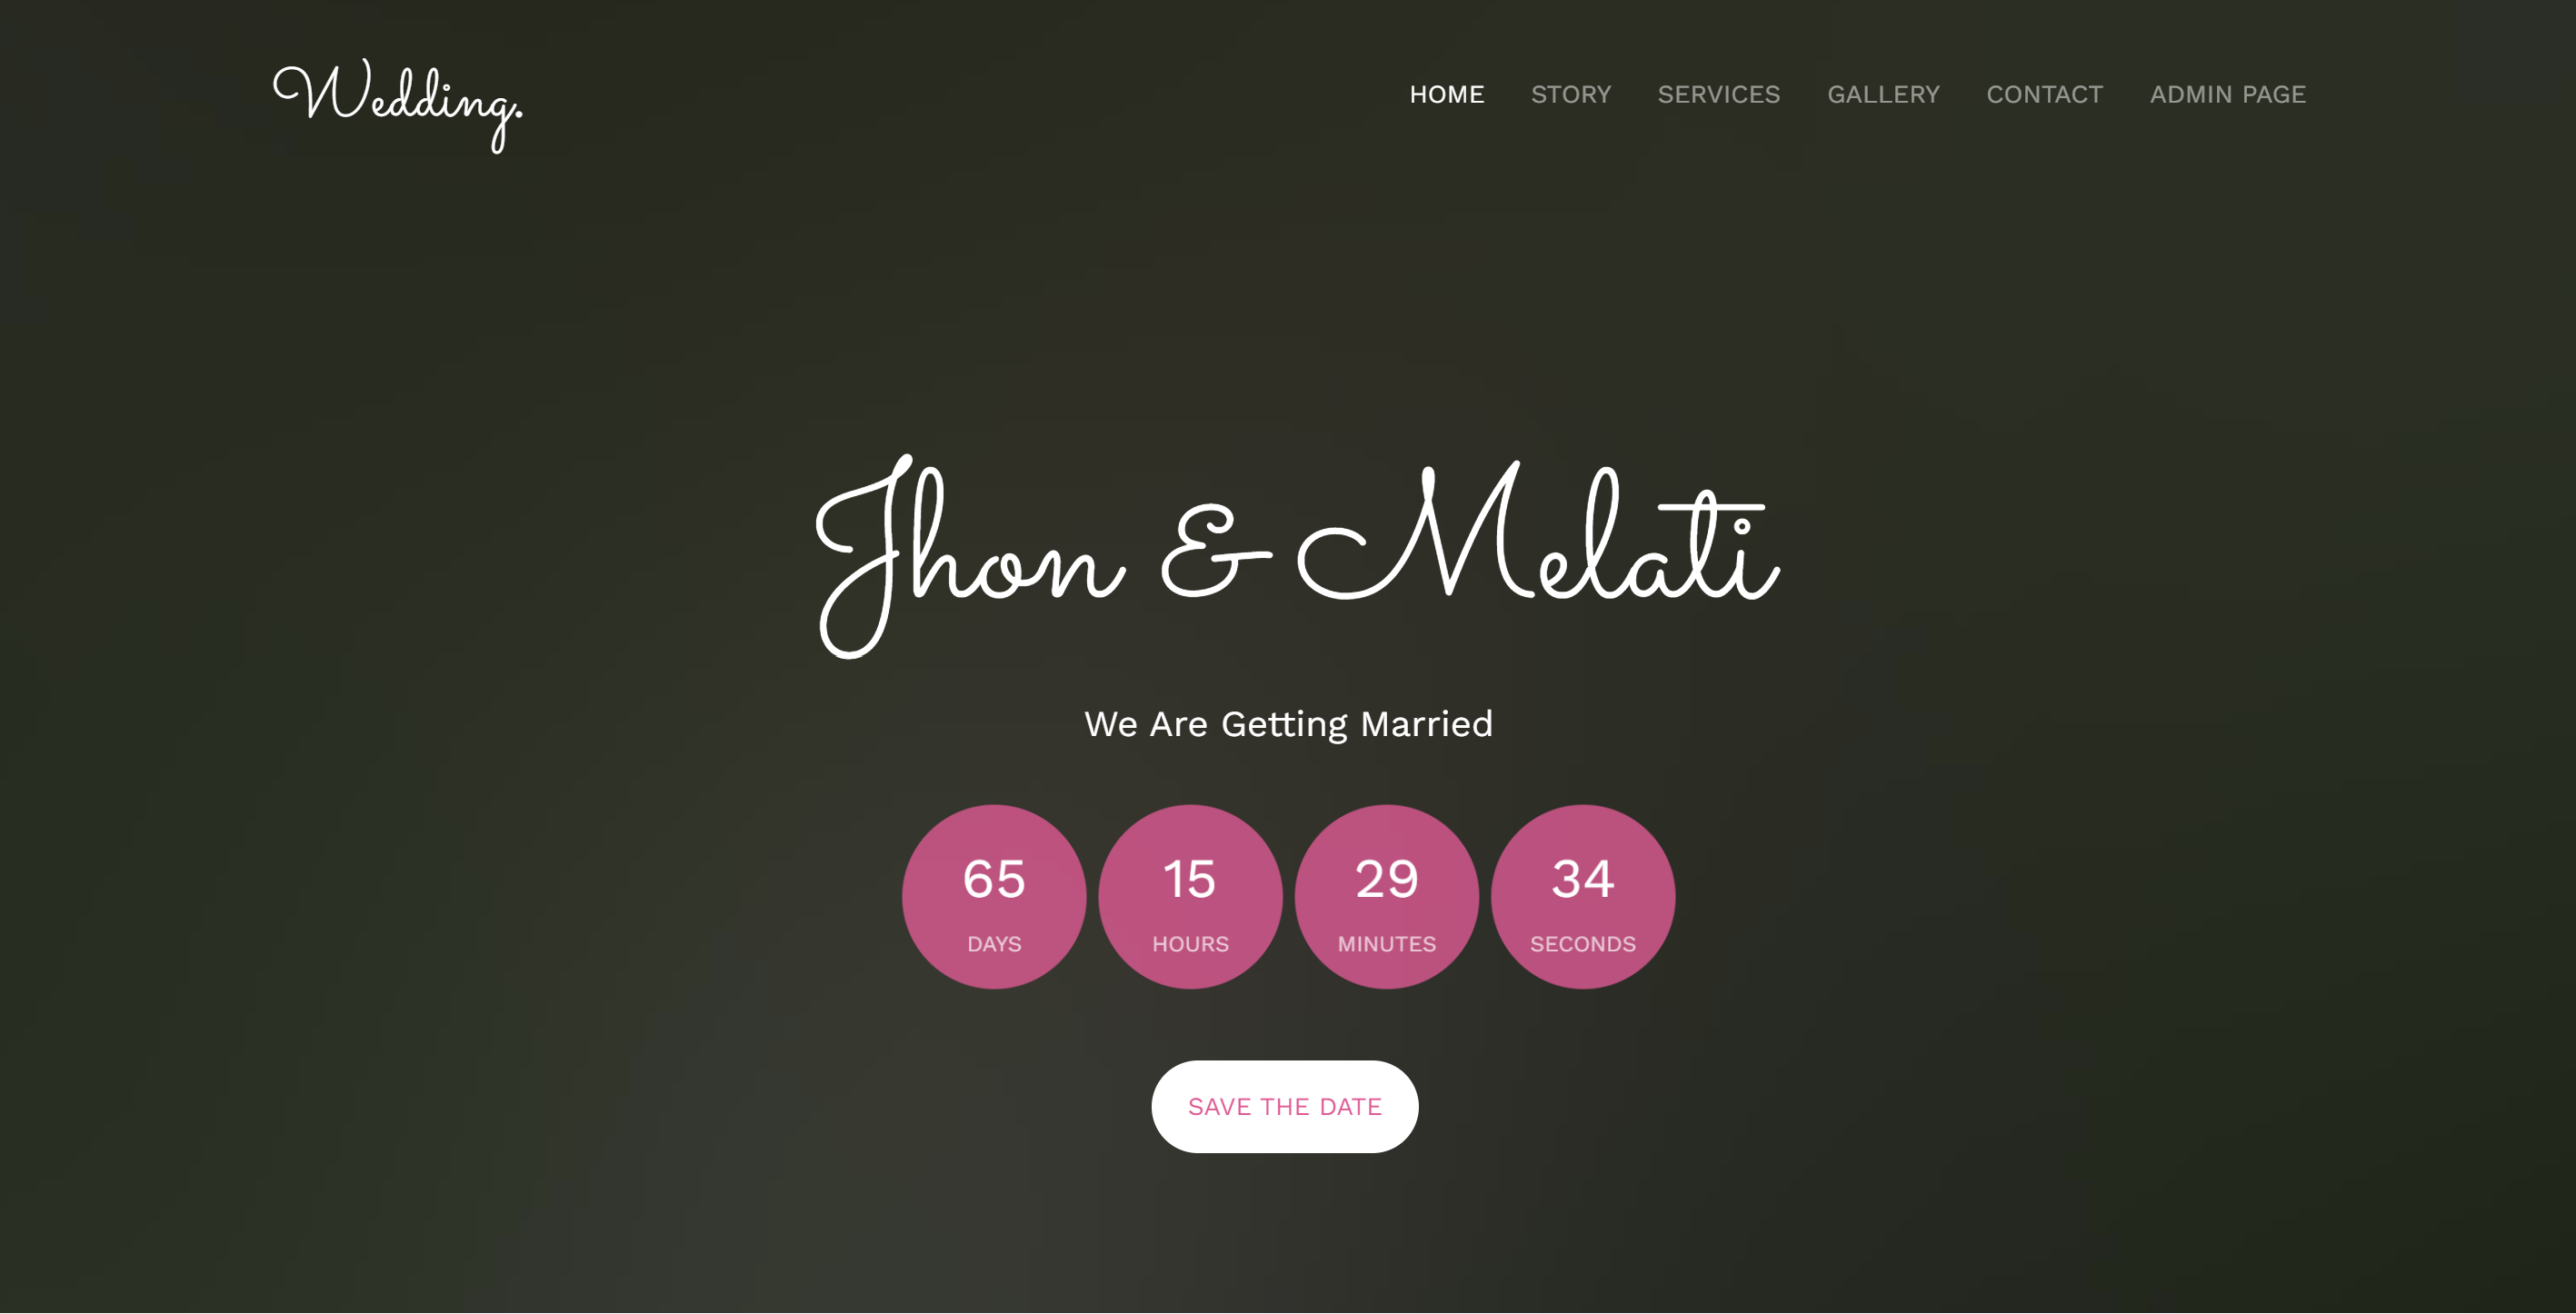 Wedding.
HOME STORY SERVICES GALLERY CONTACT ADMIN PAGE
Jhon & Melati
We Are Getting Married
65 15 29 34
DAYS HOURS MINUTES SECONDS
SAVE THE DATE